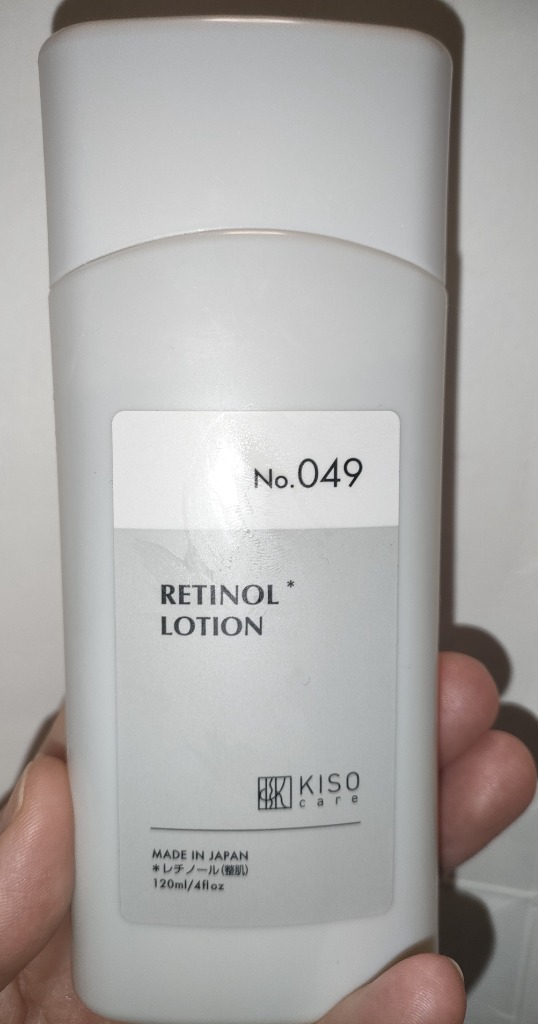 No.049
RETINOL*
LOTION
KISO
care
MADE IN JAPAN
*レチノール(整肌)
120ml/4fl oz